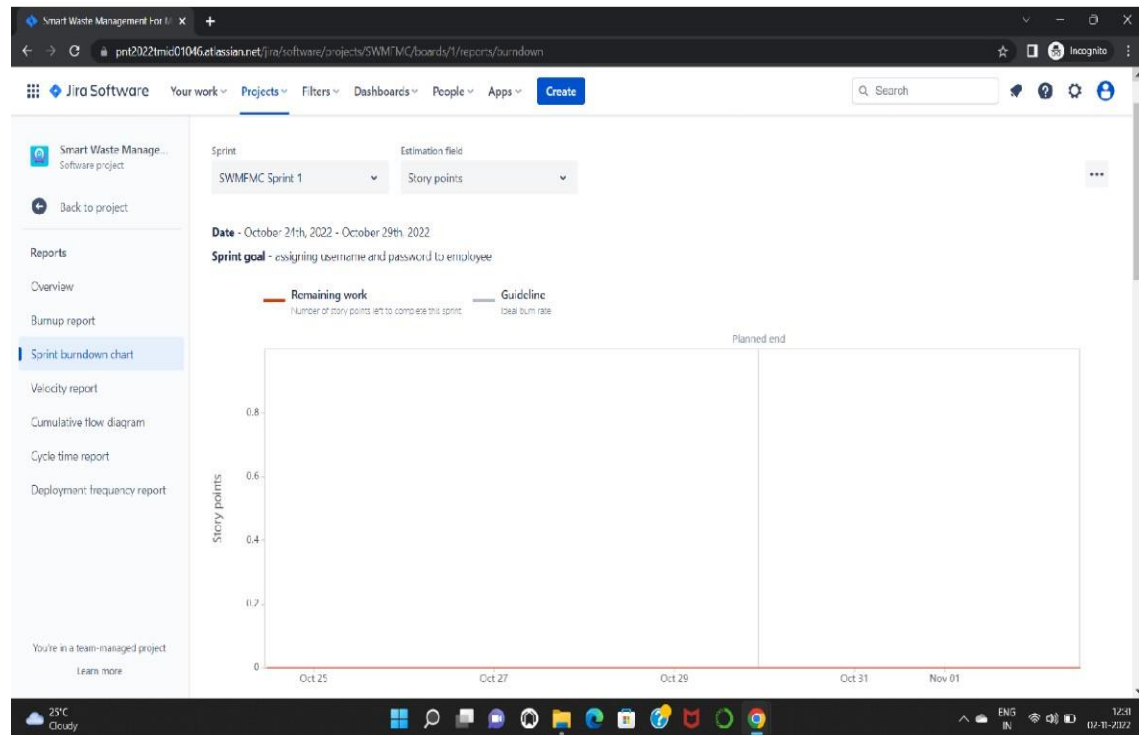 Smart Waste Management For M
pnt2022tmid01046.atlassian.net/jira/software/projects/SWMFMC/boards/1/reports/burndown
Incognito
Jira Software Your work Projects Filters Dashboards People Apps Create Search
Smart Waste Manage...
Software project
Back to project
Reports
Overview
Burnup report
Sprint burndown chart
Velocity report
Cumulative flow diagram
Cycle time report
Deployment frequency report
You're in a team-managed project
Learn more
Sprint Estimation field
SWMFMC Sprint 1 Story points
Date - October 24th, 2022 - October 29th, 2022
Sprint goal - assigning username and password to employee
Remaining work Guideline
Number of story points left to complete this sprint Ideal burn rate
Planned end
Story points
0.8
0.6
0.4
0.2
0
Oct 25 Oct 27 Oct 29 Oct 31 Nov 01
25°C
Cloudy
ENG
IN
12:31
02-11-2022